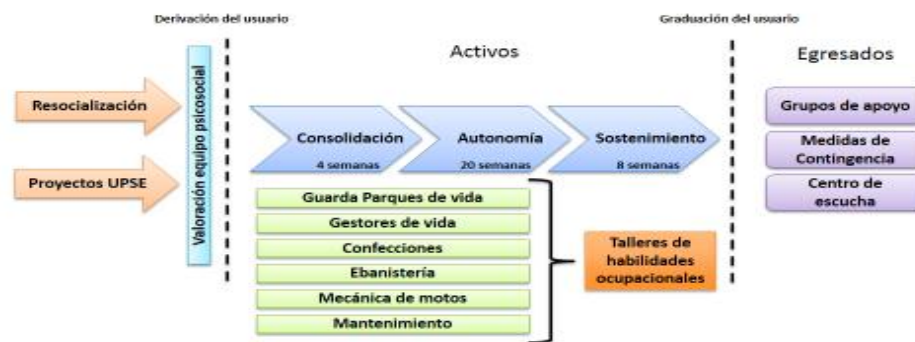 Derivación del usuario
Graduación del usuario
Activos
Egresados
Resocialización
Proyectos UPSE
Valoración equipo psicosocial
Consolidación
4 semanas
Autonomía
20 semanas
Sostenimiento
8 semanas
Guarda Parques de vida
Gestores de vida
Confecciones
Ebanistería
Mecánica de motos
Mantenimiento
Talleres de
habilidades
ocupacionales
Grupos de apoyo
Medidas de
Contingencia
Centro de
escucha